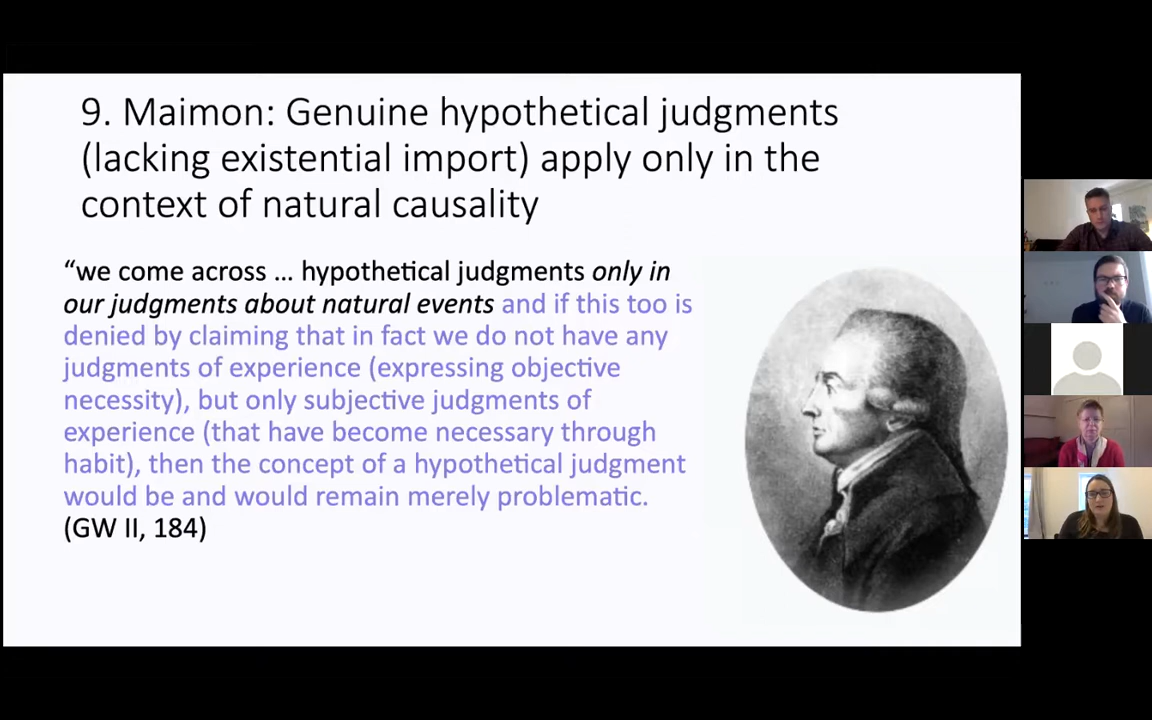 9. Maimon: Genuine hypothetical judgments
(lacking existential import) apply only in the
context of natural causality
“we come across … hypothetical judgments only in
our judgments about natural events and if this too is
denied by claiming that in fact we do not have any
judgments of experience (expressing objective
necessity), but only subjective judgments of
experience (that have become necessary through
habit), then the concept of a hypothetical judgment
would be and would remain merely problematic.
(GW II, 184)